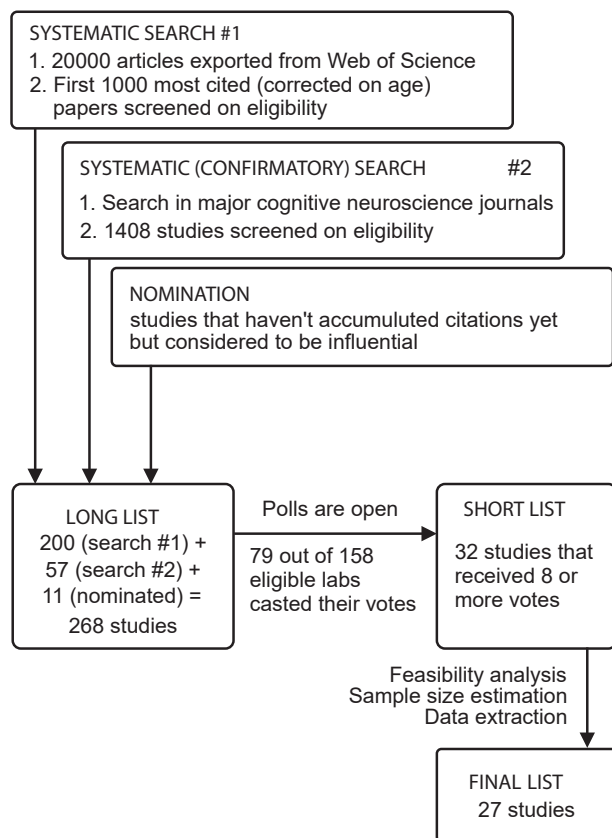 SYSTEMATIC SEARCH #1
1. 20000 articles exported from Web of Science
2. First 1000 most cited (corrected on age)
papers screened on eligibility
SYSTEMATIC (CONFIRMATORY) SEARCH #2
1. Search in major cognitive neuroscience journals
2. 1408 studies screened on eligibility
NOMINATION
studies that haven't accumuluted citations yet
but considered to be influential
LONG LIST
200 (search #1) +
57 (search #2) +
11 (nominated) =
268 studies
Polls are open
79 out of 158
eligible labs
casted their votes
SHORT LIST
32 studies that
received 8 or
more votes
Feasibility analysis
Sample size estimation
Data extraction
FINAL LIST
27 studies